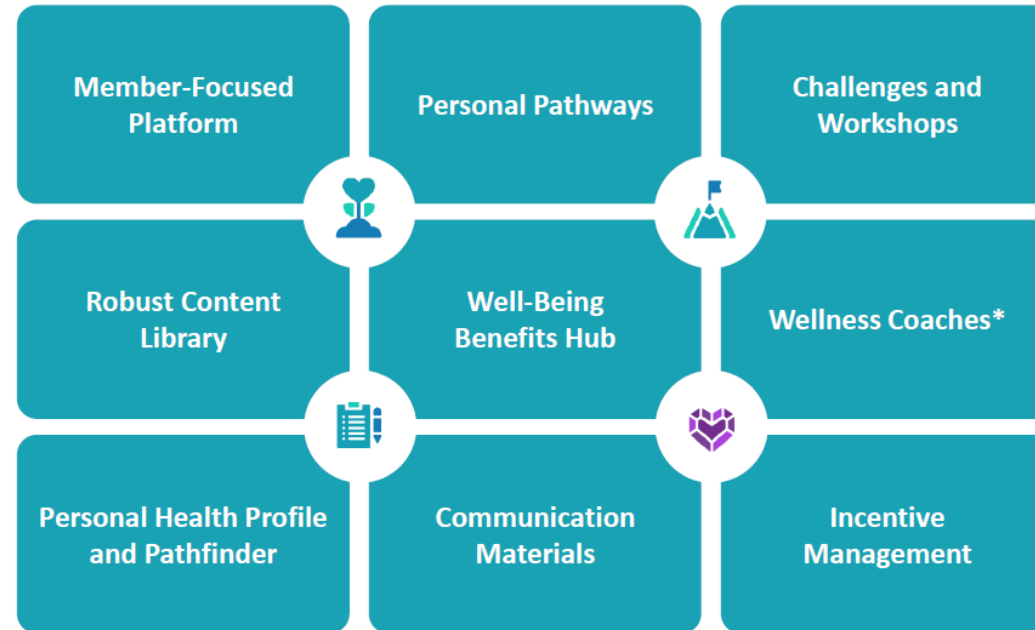 Member-Focused
Platform
Personal Pathways
Challenges and
Workshops
Robust Content
Library
Well-Being
Benefits Hub
Wellness Coaches*
Personal Health Profile
and Pathfinder
Communication
Materials
Incentive
Management